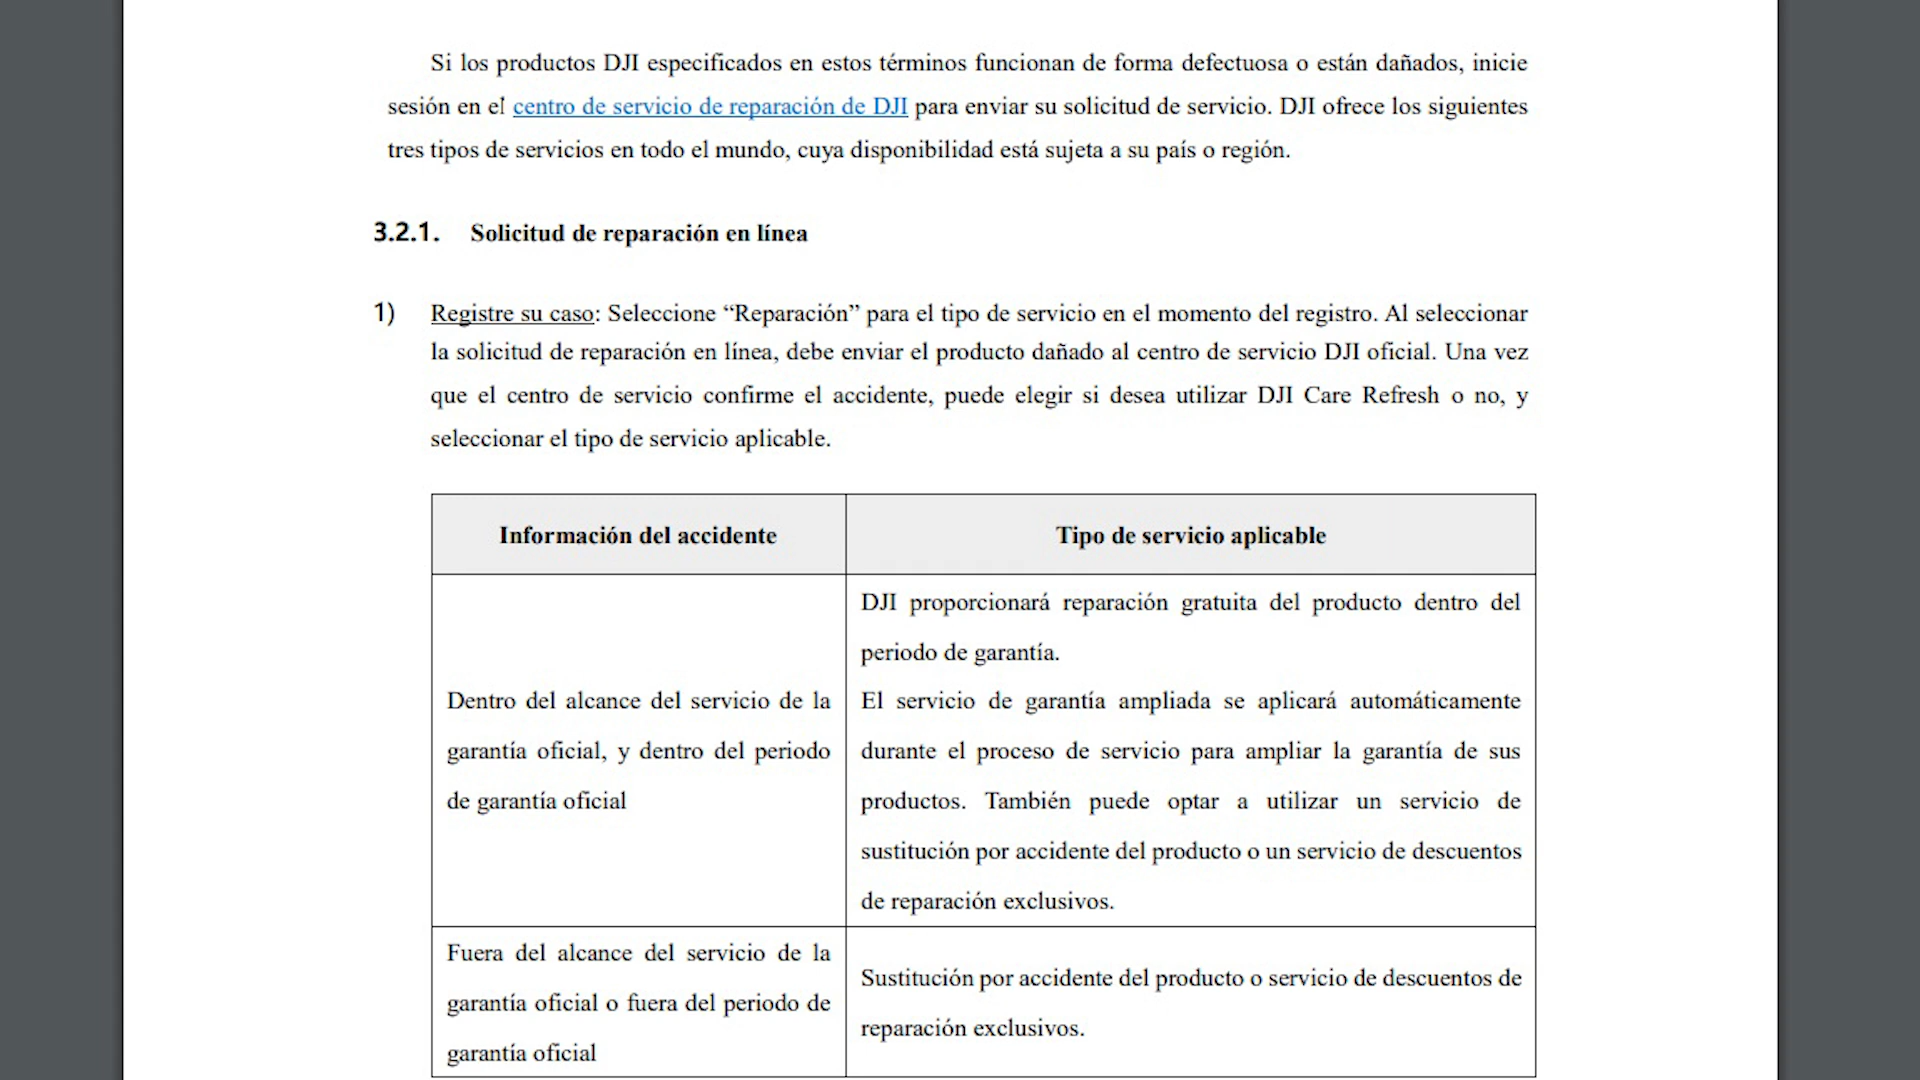 Si los productos DJI especificados en estos términos funcionan de forma defectuosa o están dañados, inicie
sesión en el centro de servicio de reparación de DJI para enviar su solicitud de servicio. DJI ofrece los siguientes
tres tipos de servicios en todo el mundo, cuya disponibilidad está sujeta a su país o región.
3.2.1. Solicitud de reparación en línea
1) Registre su caso: Seleccione “Reparación” para el tipo de servicio en el momento del registro. Al seleccionar
la solicitud de reparación en línea, debe enviar el producto dañado al centro de servicio DJI oficial. Una vez
que el centro de servicio confirme el accidente, puede elegir si desea utilizar DJI Care Refresh o no, y
seleccionar el tipo de servicio aplicable.
Información del accidente
Tipo de servicio aplicable
Dentro del alcance del servicio de la
garantía oficial, y dentro del periodo
de garantía oficial
DJI proporcionará reparación gratuita del producto dentro del
periodo de garantía.
El servicio de garantía ampliada se aplicará automáticamente
durante el proceso de servicio para ampliar la garantía de sus
productos. También puede optar a utilizar un servicio de
sustitución por accidente del producto o un servicio de descuentos
de reparación exclusivos.
Fuera del alcance del servicio de la
garantía oficial o fuera del periodo de
garantía oficial
Sustitución por accidente del producto o servicio de descuentos de
reparación exclusivos.